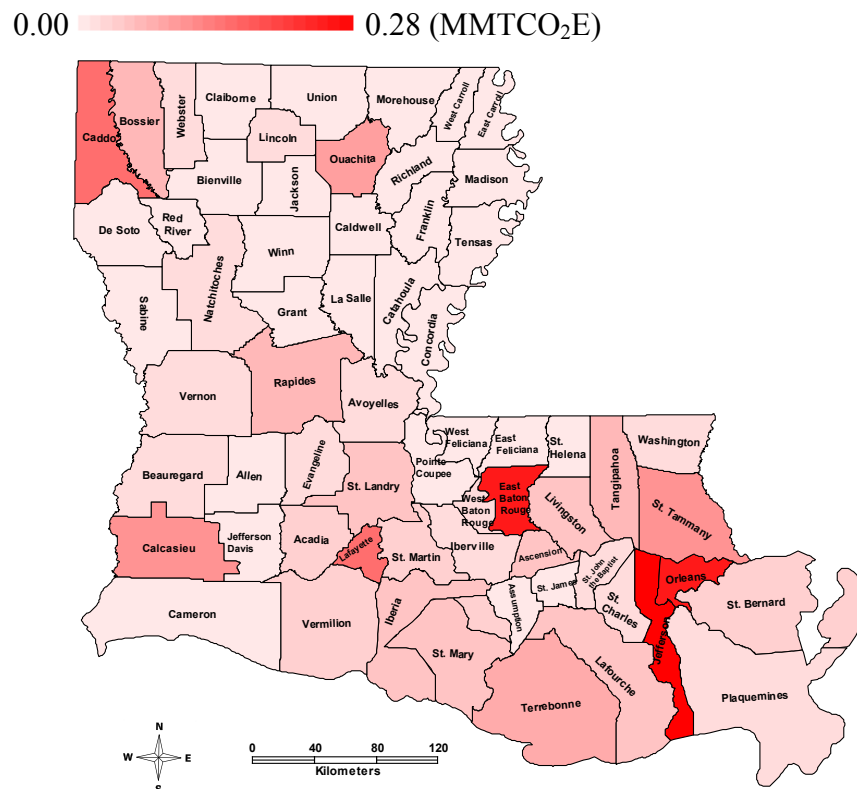 0.00 0.28 (MMTCO₂E)
Claiborne
Union
Morehouse
West Carroll
East Carroll
Webster
Bossier
Caddo
Lincoln
Ouachita
Richland
Madison
Bienville
Jackson
Franklin
Caldwell
Tensas
De Soto
Red
River
Winn
Natchitoches
La Salle
Catahoula
Sabine
Grant
Concordia
Rapides
Vernon
Avoyelles
West
Feliciana
East
Feliciana
St.
Helena
Washington
Tangipahoa
Beauregard
Allen
Evangeline
Pointe
Coupee
St. Landry
West
Baton
Rouge
East
Baton
Rouge
Livingston
St. Tammany
Calcasieu
Jefferson
Davis
Acadia
Lafayette
St. Martin
Iberville
Ascension
St. John
the Baptist
Orleans
St. James
Assumption
St.
Charles
St. Bernard
Cameron
Vermilion
Iberia
St. Mary
Jefferson
Lafourche
Terrebonne
Plaquemines
N
W E
S
0 40 80 120
Kilometers